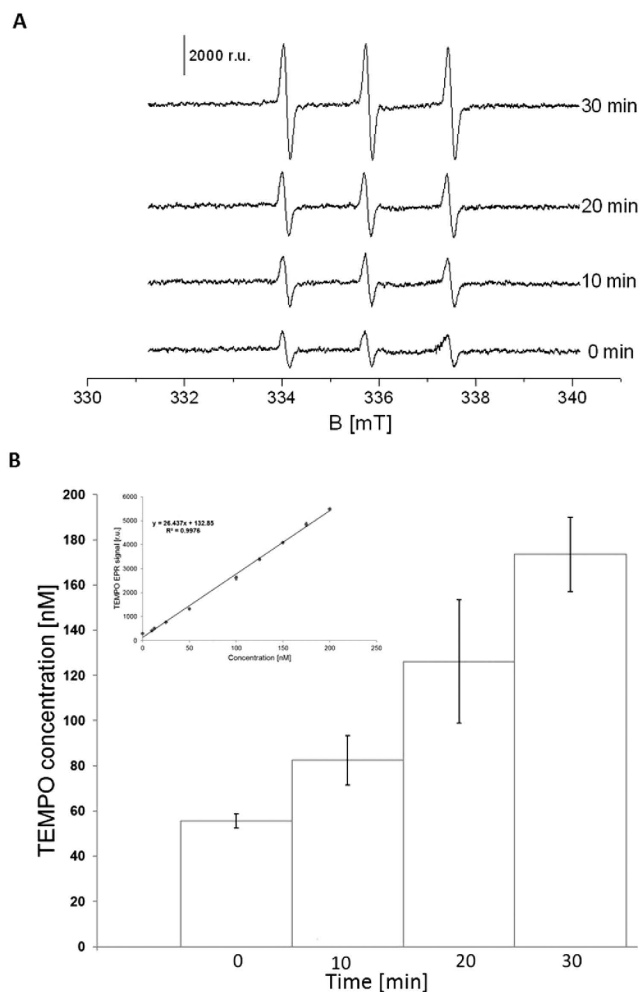 A
2000 r.u.
30 min
20 min
10 min
0 min
330 332 334 336 338 340
B [mT]
B
TEMPO concentration [nM]
200
180
160
140
120
100
80
60
40
20
0
TEMPO EPR signal [r.u.]
6000
5000
4000
3000
2000
1000
0
y = 26.437x + 132.85
R² = 0.9976
0 50 100 150 200 250
Concentration [nM]
0 10 20 30
Time [min]